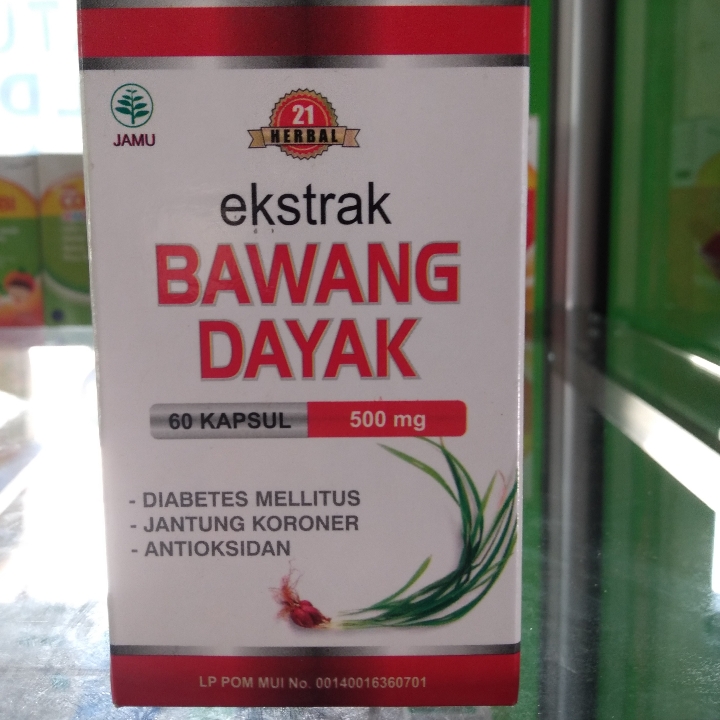 JAMU
21
HERBAL
ekstrak
BAWANG
DAYAK
60 KAPSUL 500 mg
- DIABETES MELLITUS
- JANTUNG KORONER
- ANTIOKSIDAN
LP POM MUI No. 00140016360701